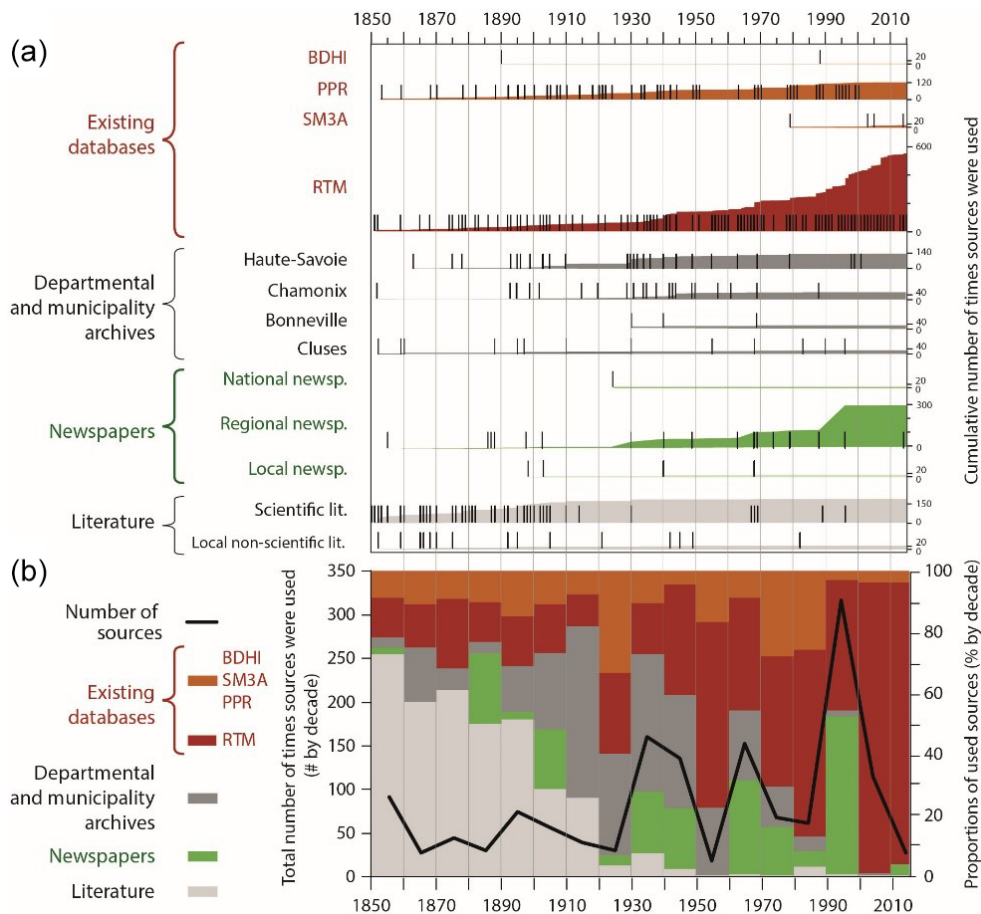 1850 1870 1890 1910 1930 1950 1970 1990 2010
(a)
Existing
databases
BDHI
20
0
PPR
120
0
SM3A
20
0
RTM
600
0
Departmental
and municipality
archives
Haute-Savoie
140
0
Chamonix
40
0
Bonneville
40
0
Cluses
40
0
Newspapers
National newsp.
20
0
Regional newsp.
300
0
Local newsp.
20
0
Literature
Scientific lit.
150
0
Local non-scientific lit.
20
0
Cumulative number of times sources were used
(b)
Number of
sources
Existing
databases
BDHI
SM3A
PPR
RTM
Departmental
and municipality
archives
Newspapers
Literature
Total number of times sources were used
(# by decade)
350
300
250
200
150
100
50
0
100
80
60
40
20
0
Proportions of used sources (% by decade)
1850 1870 1890 1910 1930 1950 1970 1990 2010